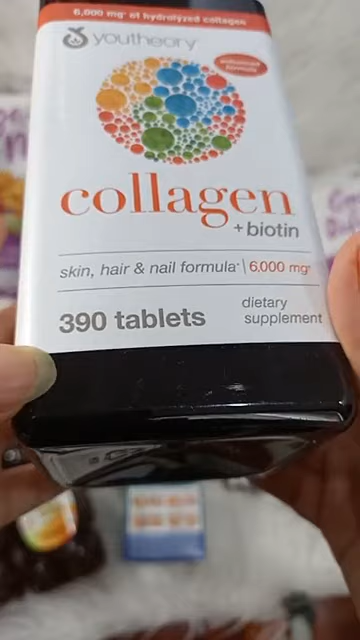 6,000 mg* of hydrolyzed collagen
youtheory
advanced
formula
collagen
+ biotin
skin, hair & nail formula* | 6,000 mg*
390 tablets
dietary
supplement